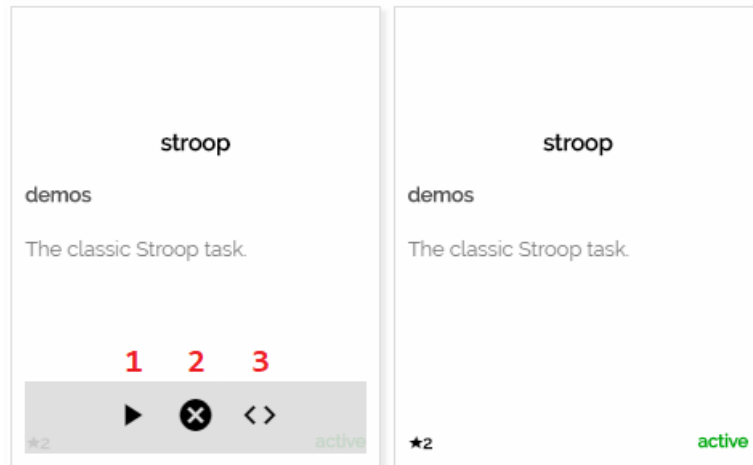 stroop
demos
The classic Stroop task.
1 2 3
★2 active
stroop
demos
The classic Stroop task.
★2 active